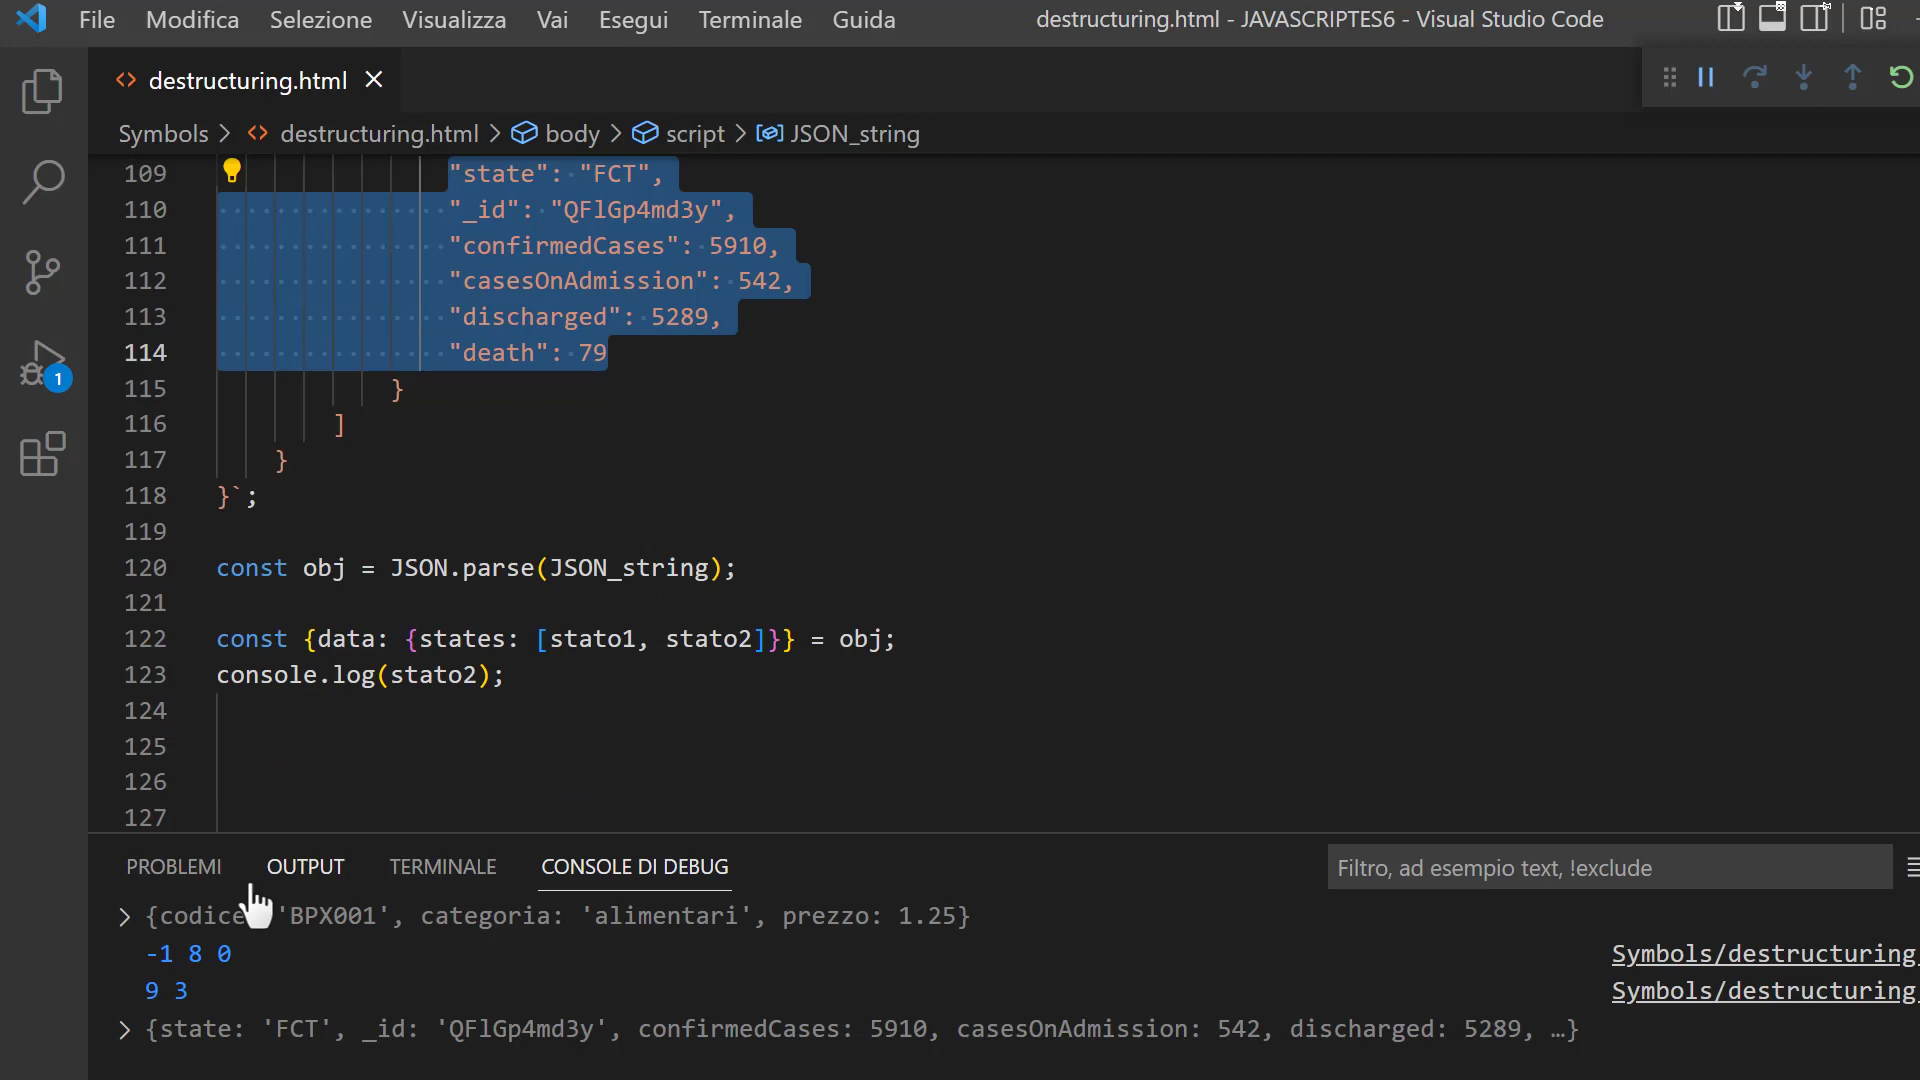 File Modifica Selezione Visualizza Vai Esegui Terminale Guida destructuring.html - JAVASCRIPTES6 - Visual Studio Code
destructuring.html
Symbols > destructuring.html > body > script > JSON_string
109 "state": "FCT",
110 "_id": "QFlGp4md3y",
111 "confirmedCases": 5910,
112 "casesOnAdmission": 542,
113 "discharged": 5289,
114 "death": 79
115 }
116 ]
117 }
118 }`;
119
120 const obj = JSON.parse(JSON_string);
121
122 const {data: {states: [stato1, stato2]}} = obj;
123 console.log(stato2);
124
125
126
127
1
PROBLEMI OUTPUT TERMINALE CONSOLE DI DEBUG Filtro, ad esempio text, !exclude
> {codice 'BPX001', categoria: 'alimentari', prezzo: 1.25}
-1 8 0 Symbols/destructuring.
9 3 Symbols/destructuring.
> {state: 'FCT', _id: 'QFlGp4md3y', confirmedCases: 5910, casesOnAdmission: 542, discharged: 5289, …}